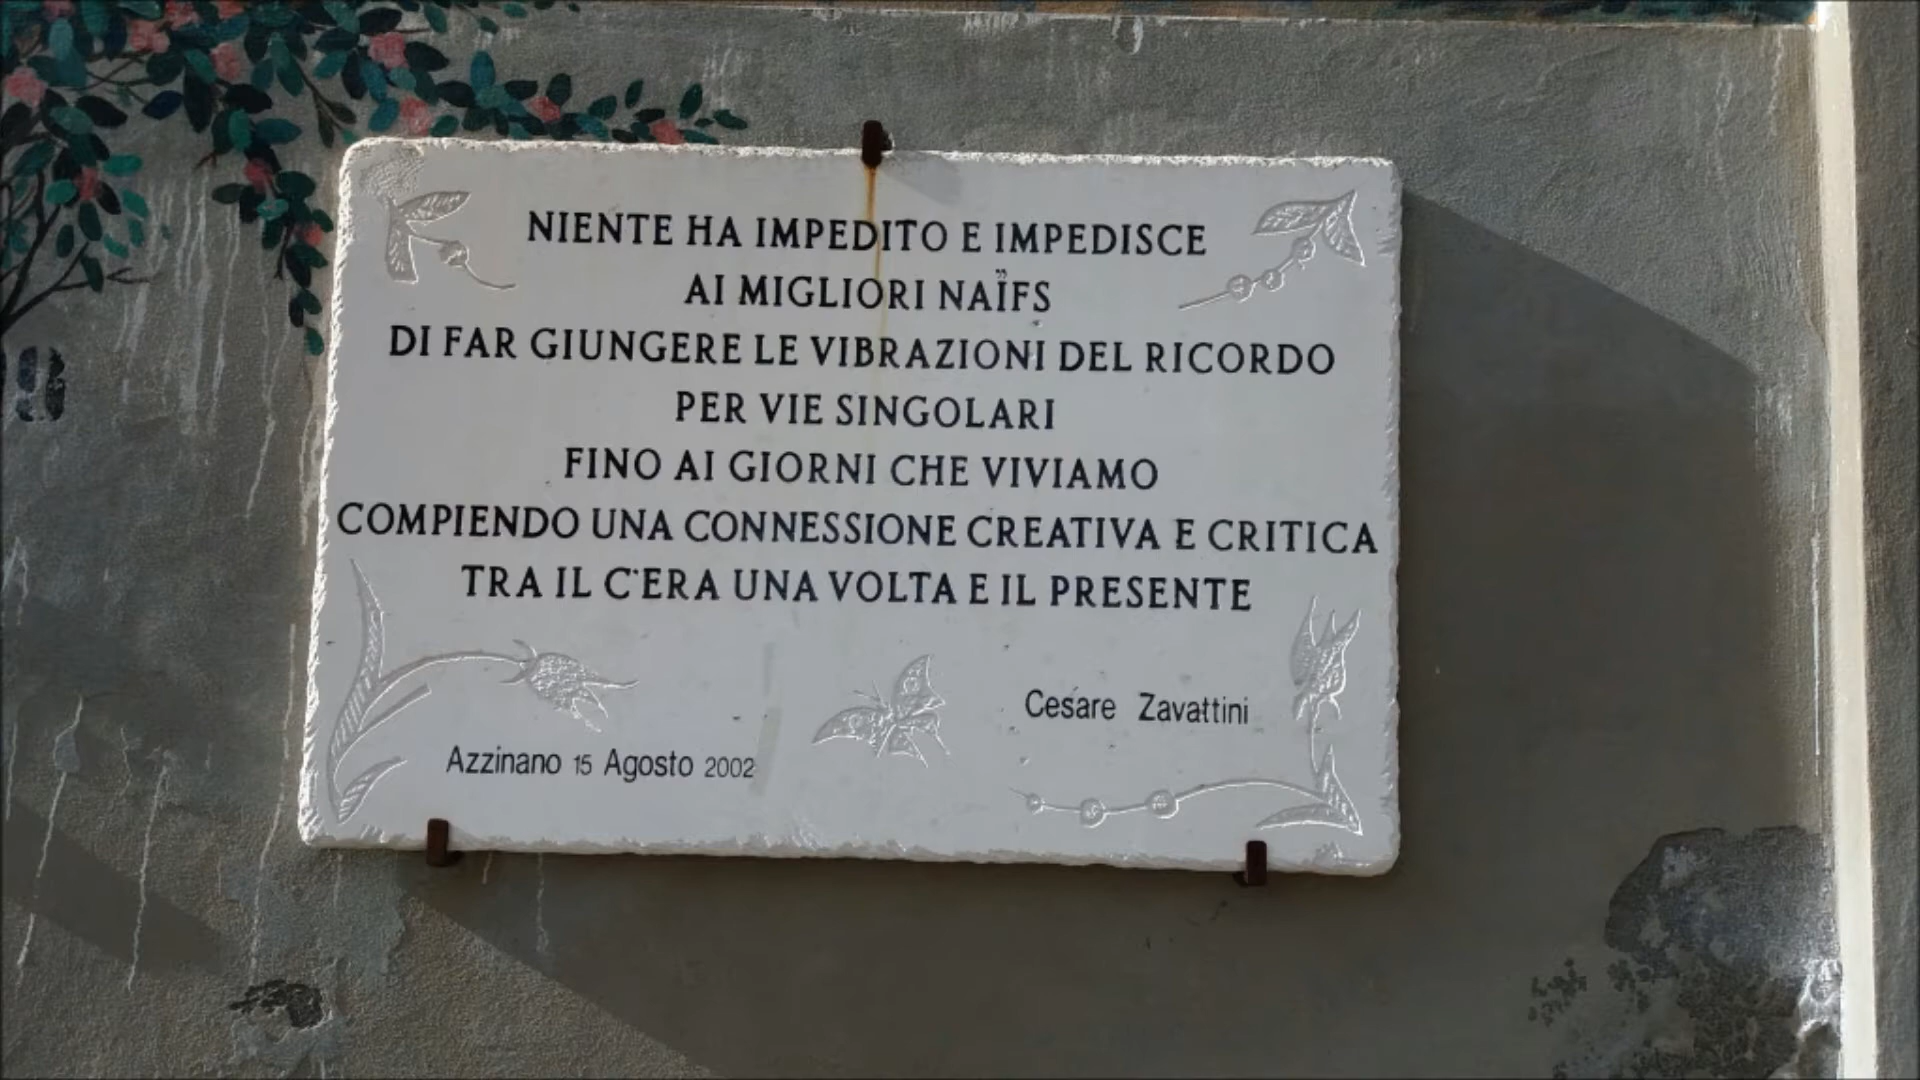 NIENTE HA IMPEDITO E IMPEDISCE
AI MIGLIORI NAÏFS
DI FAR GIUNGERE LE VIBRAZIONI DEL RICORDO
PER VIE SINGOLARI
FINO AI GIORNI CHE VIVIAMO
COMPIENDO UNA CONNESSIONE CREATIVA E CRITICA
TRA IL C'ERA UNA VOLTA E IL PRESENTE
Cesare Zavattini
Azzinano 15 Agosto 2002